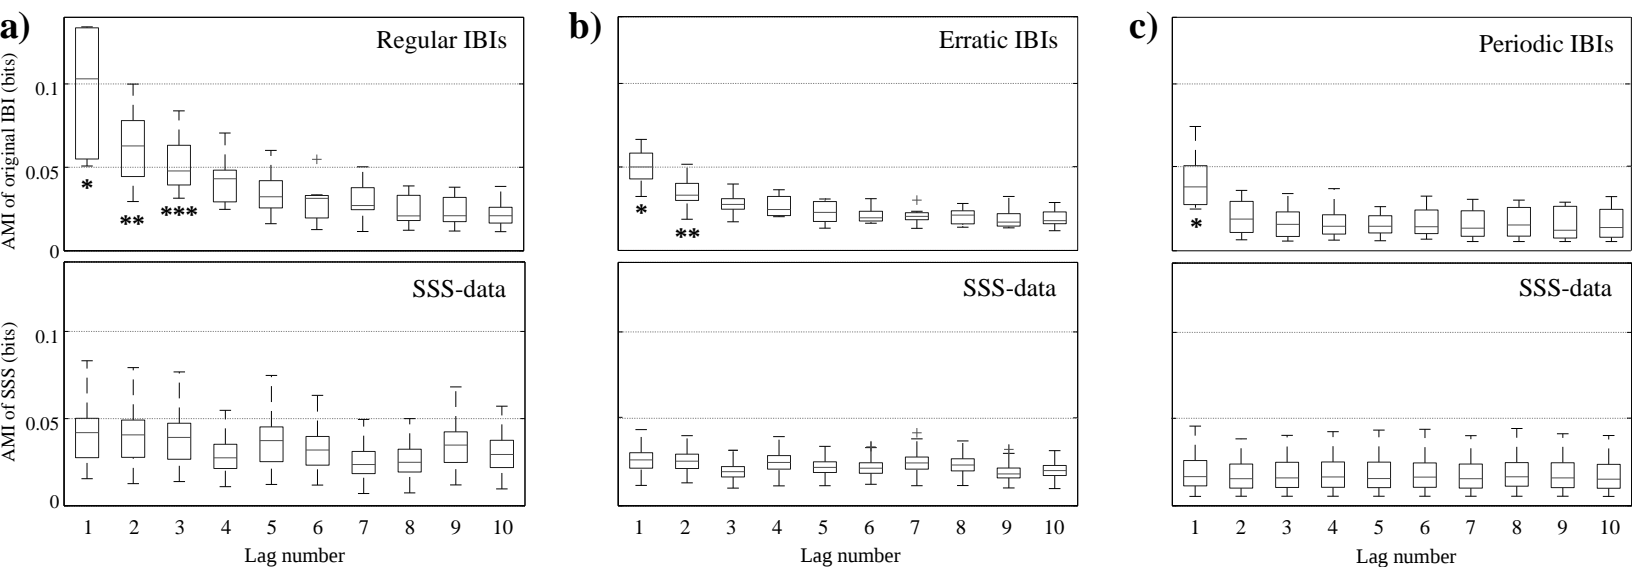 a)
Regular IBIs
AMI of original IBI (bits)
0.1
0.05
0
*
**
***
SSS-data
AMI of SSS (bits)
0.1
0.05
0
1 2 3 4 5 6 7 8 9 10
Lag number
b)
Erratic IBIs
*
**
SSS-data
1 2 3 4 5 6 7 8 9 10
Lag number
c)
Periodic IBIs
*
SSS-data
1 2 3 4 5 6 7 8 9 10
Lag number